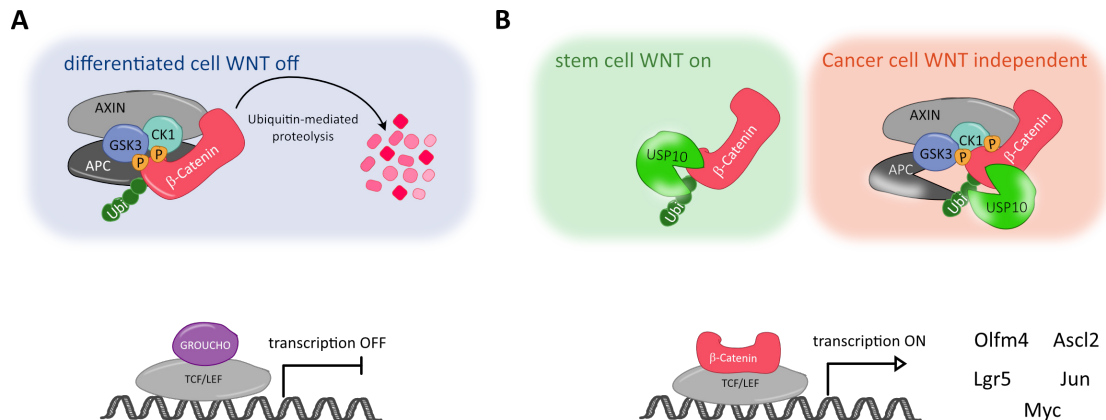 A
differentiated cell WNT off
AXIN
GSK3
CK1
P
P
APC
β-Catenin
Ubi
Ubiquitin-mediated
proteolysis
GROUCHO
TCF/LEF
transcription OFF
B
stem cell WNT on
USP10
β-Catenin
Ubi
Cancer cell WNT independent
AXIN
GSK3
CK1
P
P
APC
β-Catenin
Ubi
USP10
β-Catenin
TCF/LEF
transcription ON
Olfm4 Ascl2
Lgr5 Jun
Myc